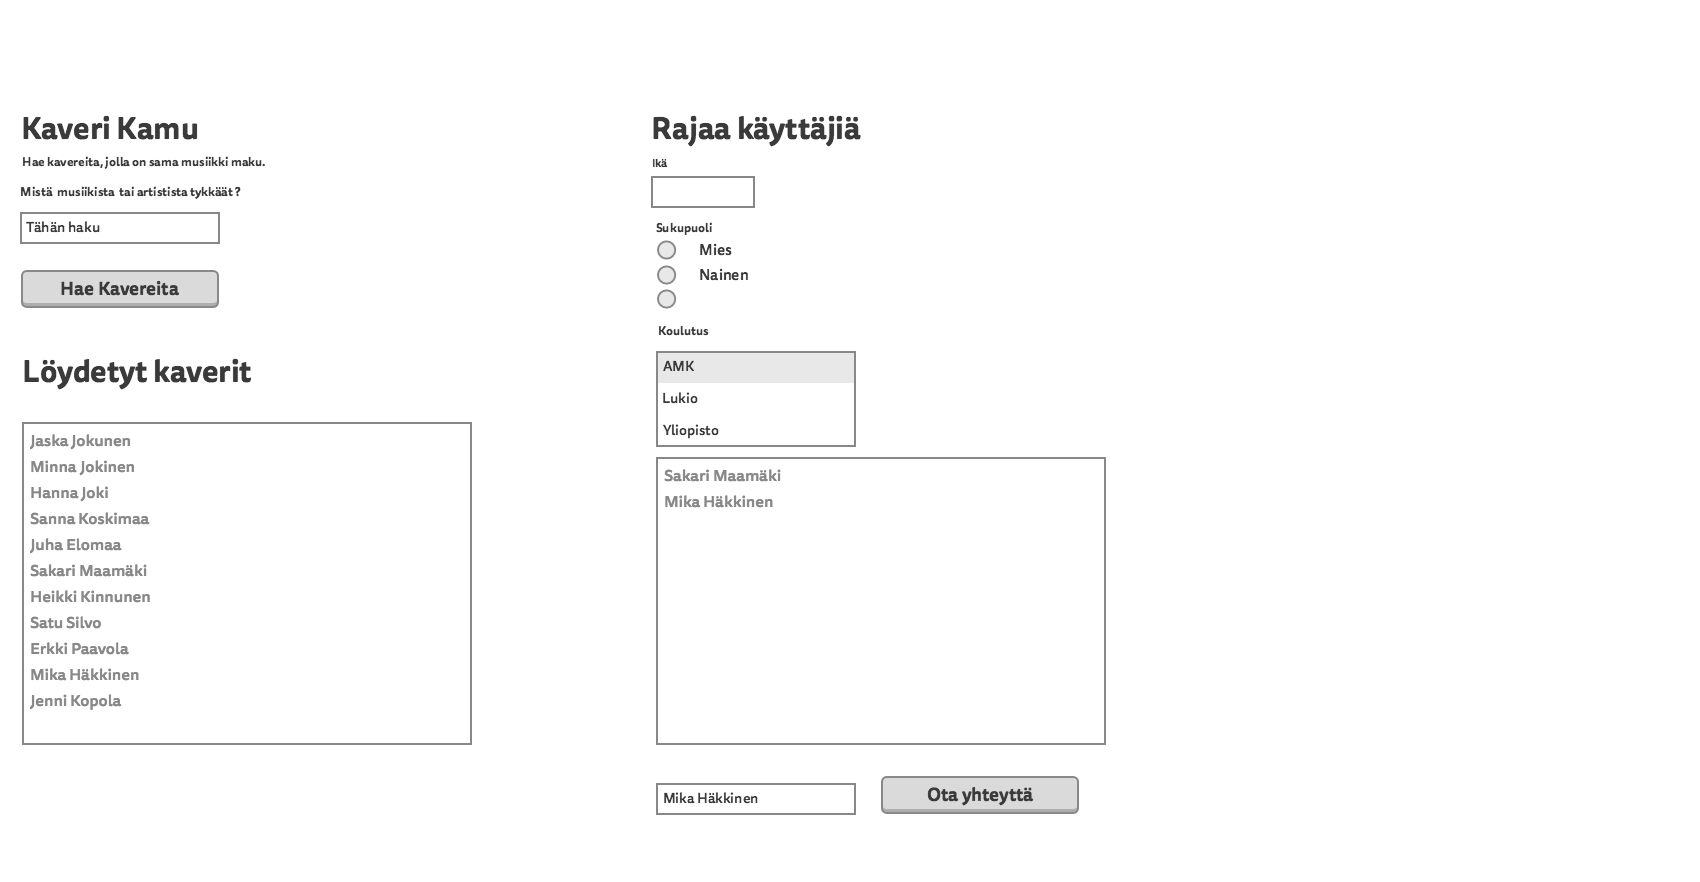 Kaveri Kamu
Hae kavereita, jolla on sama musiikki maku.
Mistä musiikista tai artistista tykkäät?
Tähän haku
Hae Kavereita
Löydetyt kaverit
Jaska Jokunen
Minna Jokinen
Hanna Joki
Sanna Koskimaa
Juha Elomaa
Sakari Maamäki
Heikki Kinnunen
Satu Silvo
Erkki Paavola
Mika Häkkinen
Jenni Kopola
Rajaa käyttäjiä
Ikä
Sukupuoli
Mies
Nainen
Koulutus
AMK
Lukio
Yliopisto
Sakari Maamäki
Mika Häkkinen
Mika Häkkinen
Ota yhteyttä